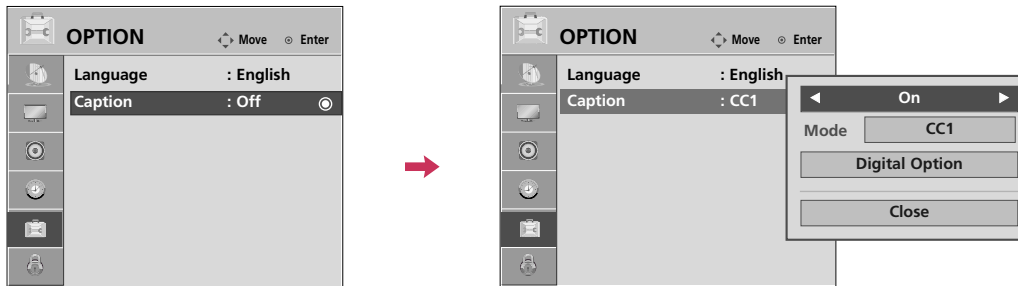 OPTION Move Enter
Language : English
Caption : Off
OPTION Move Enter
Language : English
Caption : CC1
On
Mode CC1
Digital Option
Close